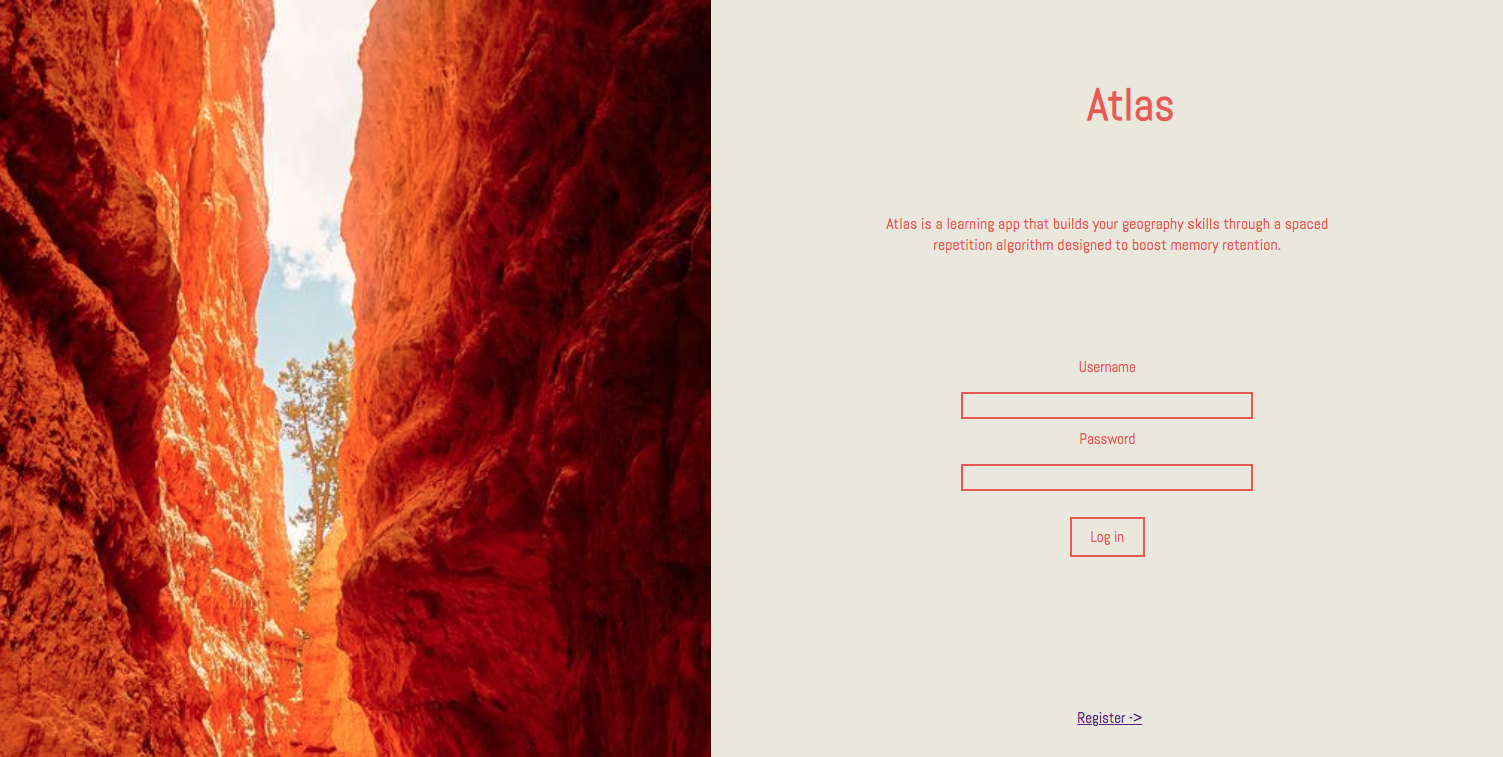 Atlas
Atlas is a learning app that builds your geography skills through a spaced
repetition algorithm designed to boost memory retention.
Username
Password
Log in
Register ->